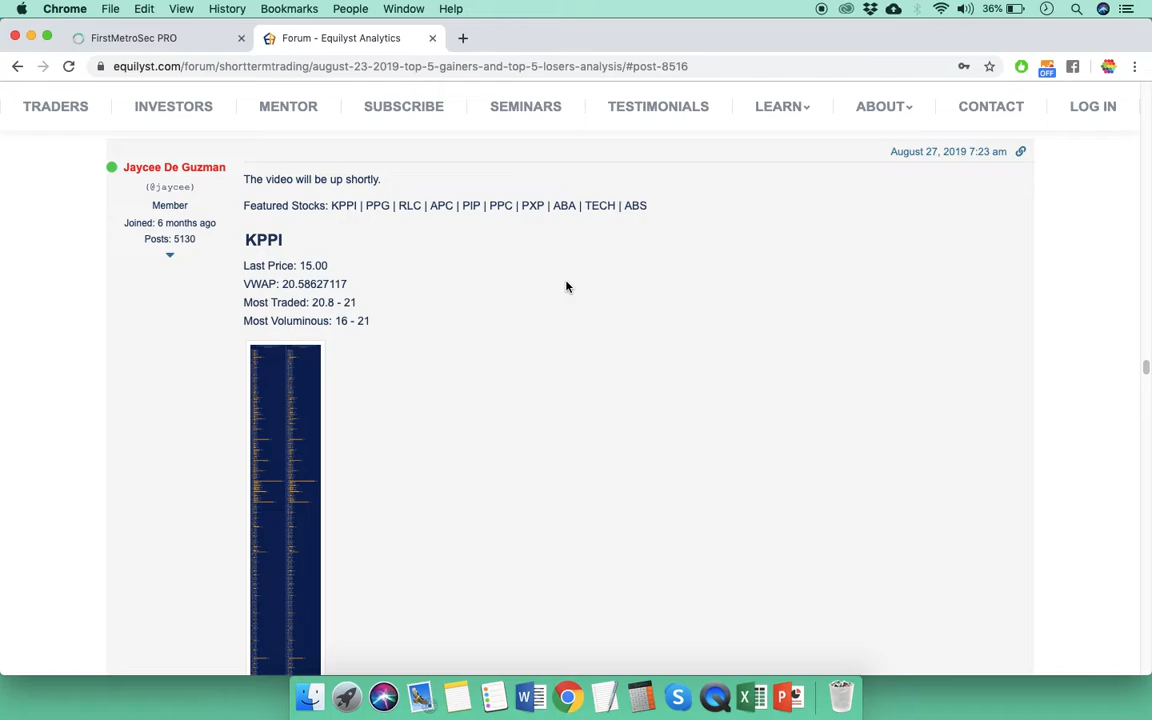 Chrome File Edit View History Bookmarks People Window Help 36%
FirstMetroSec PRO
Forum - Equilyst Analytics
equilyst.com/forum/shorttermtrading/august-23-2019-top-5-gainers-and-top-5-losers-analysis/#post-8516
OFF
TRADERS INVESTORS MENTOR SUBSCRIBE SEMINARS TESTIMONIALS LEARN ABOUT CONTACT LOG IN
August 27, 2019 7:23 am
Jaycee De Guzman
(@jaycee)
Member
Joined: 6 months ago
Posts: 5130
The video will be up shortly.
Featured Stocks: KPPI | PPG | RLC | APC | PIP | PPC | PXP | ABA | TECH | ABS
KPPI
Last Price: 15.00
VWAP: 20.58627117
Most Traded: 20.8 - 21
Most Voluminous: 16 - 21